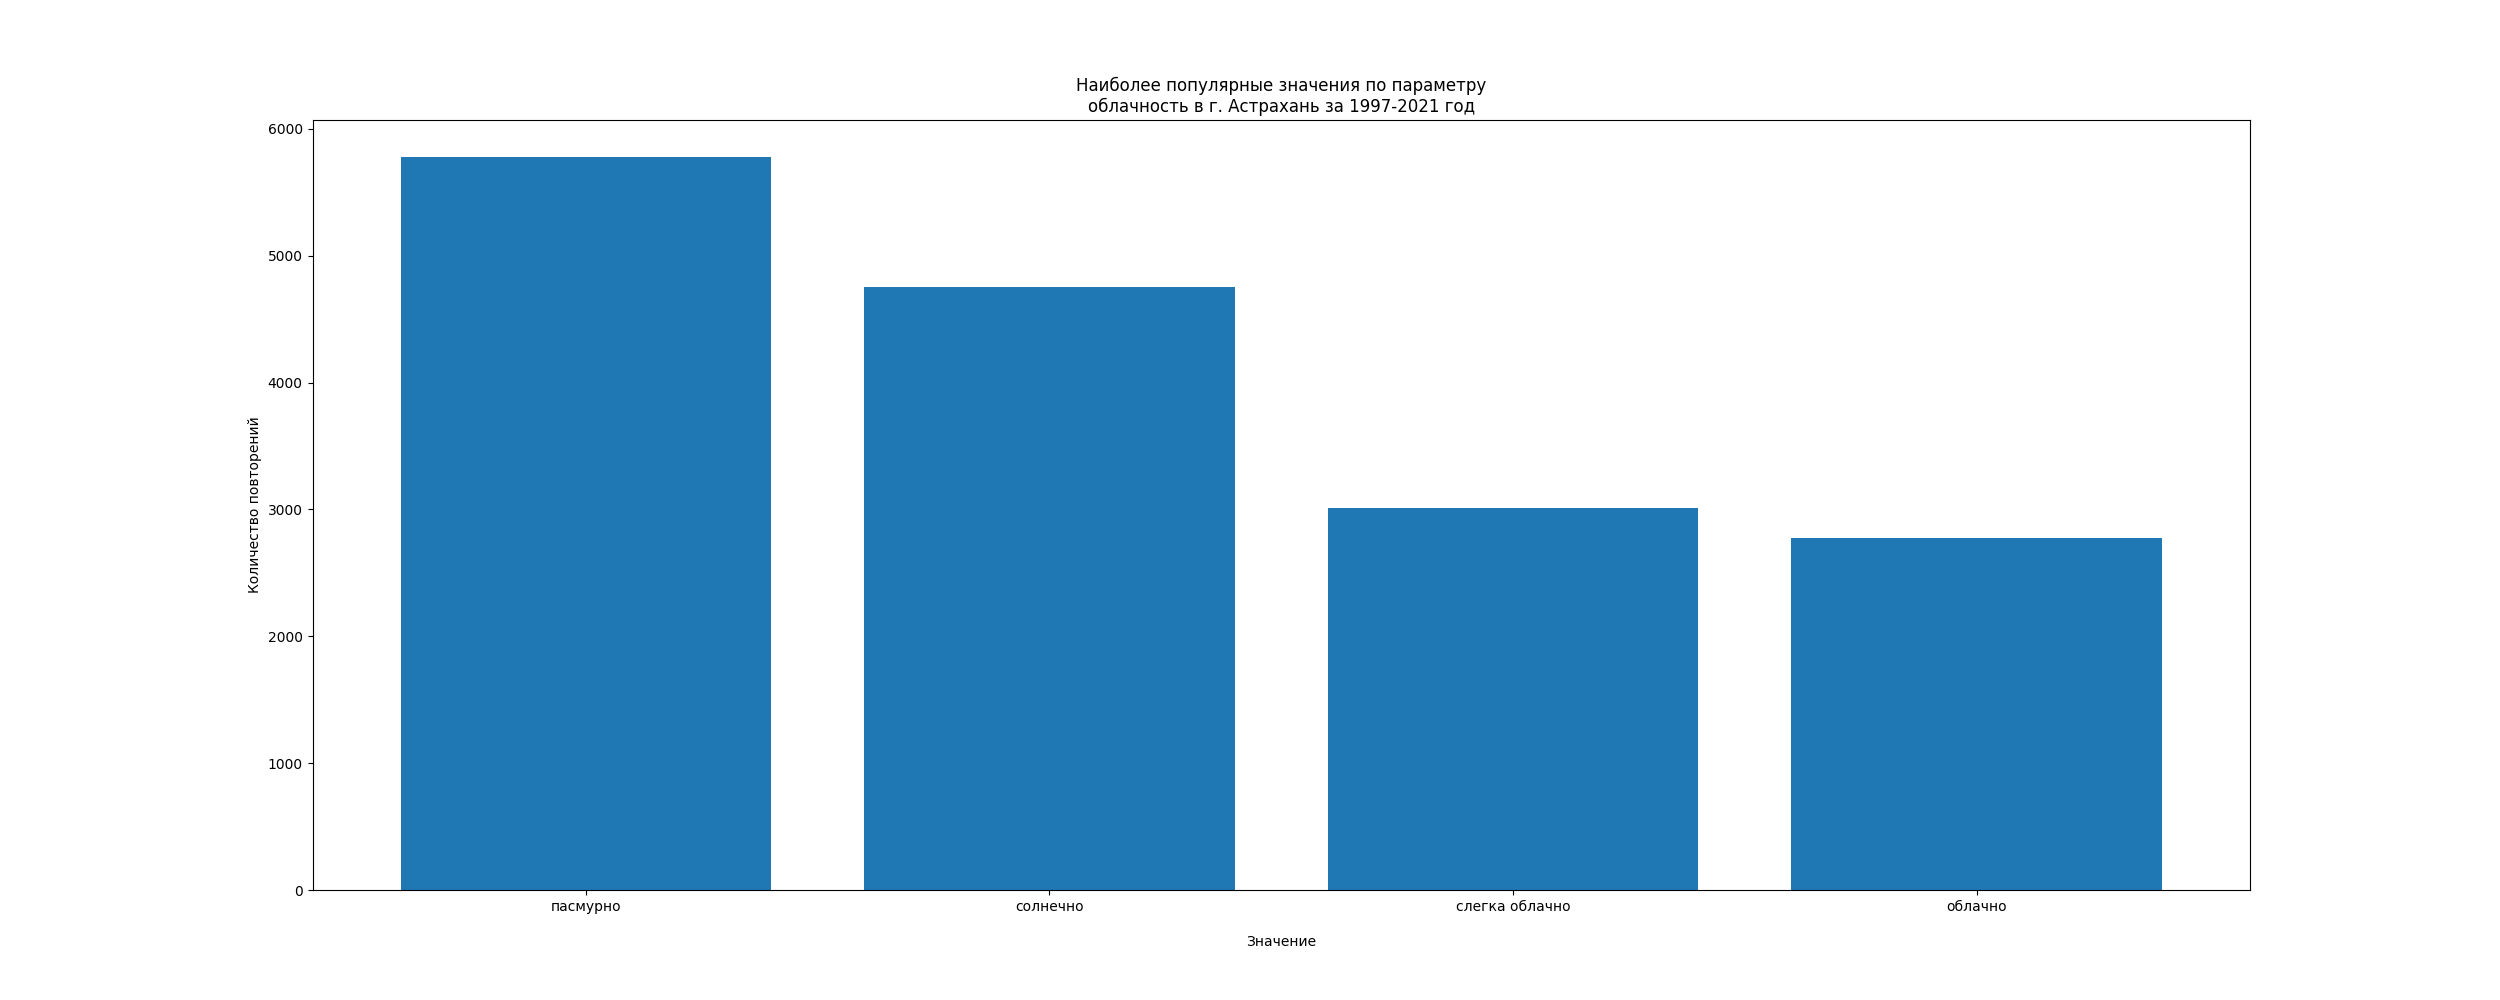 Наиболее популярные значения по параметру
облачность в г. Астрахань за 1997-2021 год
6000
5000
4000
3000
2000
1000
0
Количество повторений
пасмурно
солнечно
слегка облачно
облачно
Значение